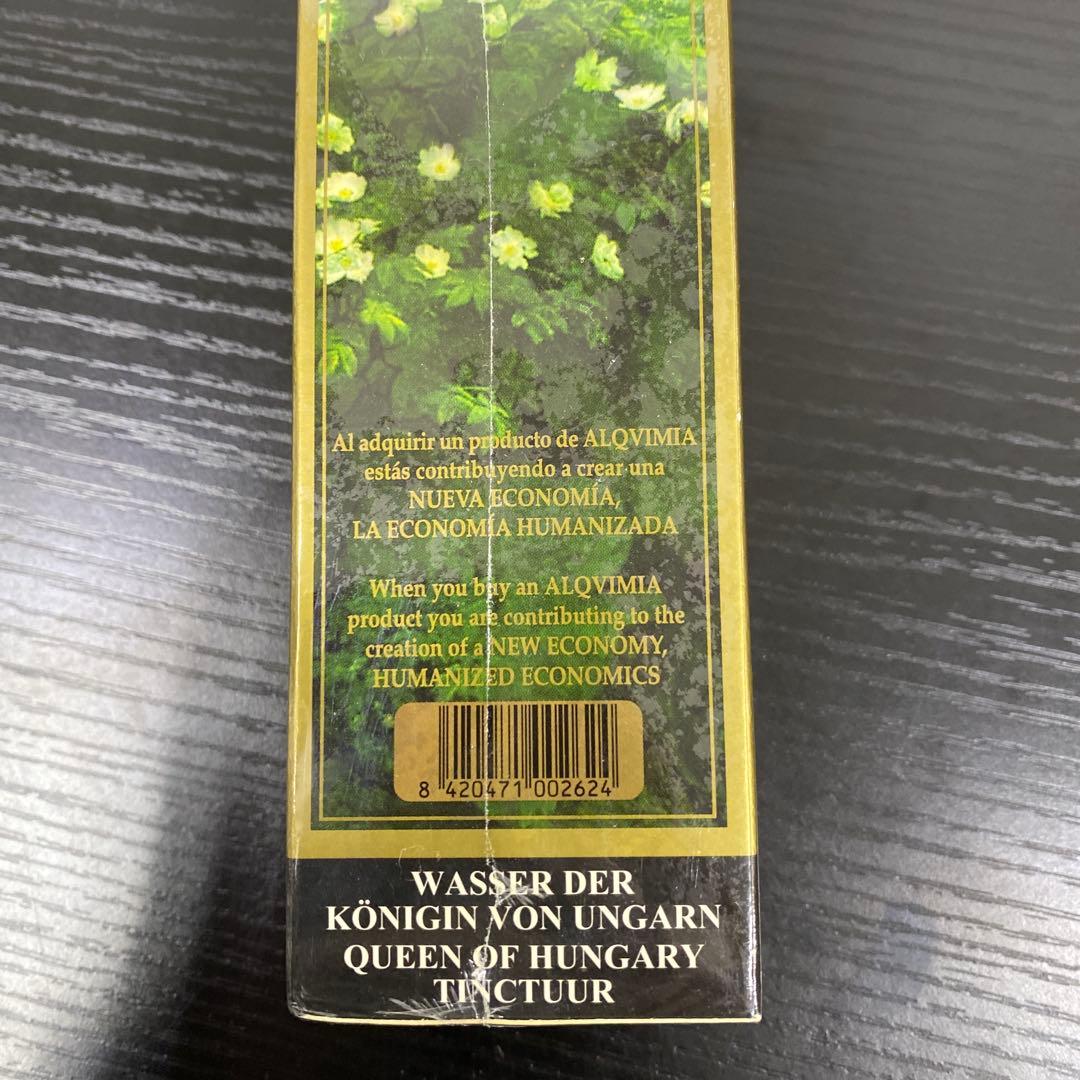 Al adquirir un producto de ALQVIMIA
estás contribuyendo a crear una
NUEVA ECONOMÍA,
LA ECONOMÍA HUMANIZADA
When you buy an ALQVIMIA
product you are contributing to the
creation of a NEW ECONOMY,
HUMANIZED ECONOMICS
8 420471 002624
WASSER DER
KÖNIGIN VON UNGARN
QUEEN OF HUNGARY
TINCTUUR